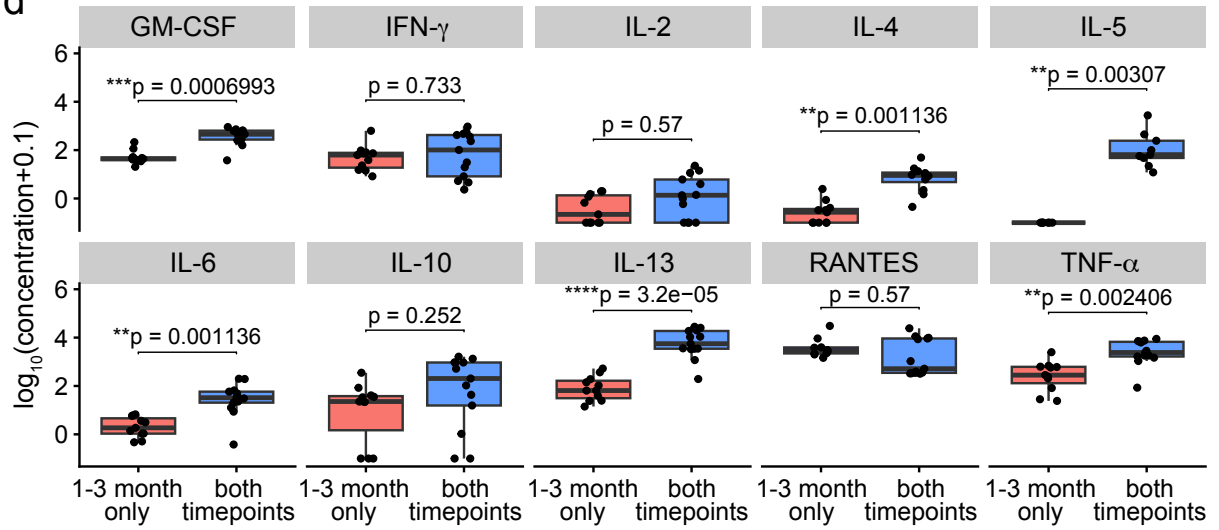 d
GM-CSF IFN-γ IL-2 IL-4 IL-5
6
4
2
0
***p = 0.0006993
p = 0.733
p = 0.57
**p = 0.001136
**p = 0.00307
log10(concentration+0.1)
IL-6 IL-10 IL-13 RANTES TNF-α
6
4
2
0
**p = 0.001136
p = 0.252
****p = 3.2e−05
p = 0.57
**p = 0.002406
1-3 month both 1-3 month both 1-3 month both 1-3 month both 1-3 month both
only timepoints only timepoints only timepoints only timepoints only timepoints